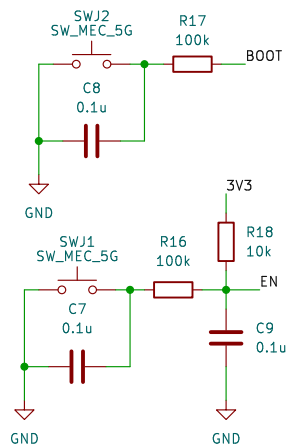 SWJ2
SW_MEC_5G
R17
100k
BOOT
C8
0.1u
GND
3V3
SWJ1
SW_MEC_5G
R16
100k
R18
10k
EN
C7
0.1u
C9
0.1u
GND
GND